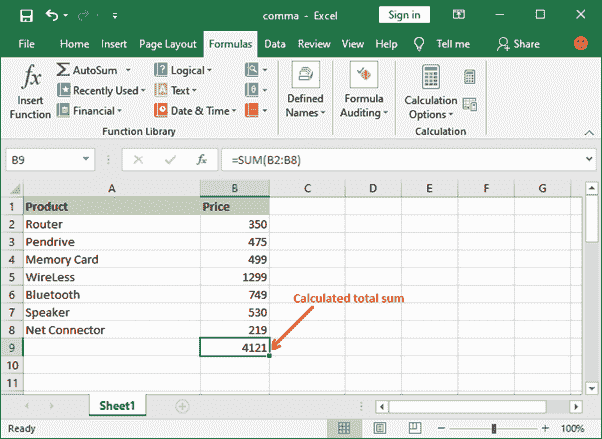 comma - Excel
Sign in
File Home Insert Page Layout Formulas Data Review View Help Tell me Share
fx Insert Function
Σ AutoSum
Recently Used
Financial
Logical
Text
Date & Time
Function Library
Defined Names
Formula Auditing
Calculation Options
Calculation
B9 fx =SUM(B2:B8)
A B C D E F G
1 Product Price
2 Router 350
3 Pendrive 475
4 Memory Card 499
5 WireLess 1299
6 Bluetooth 749
Calculated total sum
7 Speaker 530
8 Net Connector 219
9 4121
10
11
Sheet1
Ready 100%